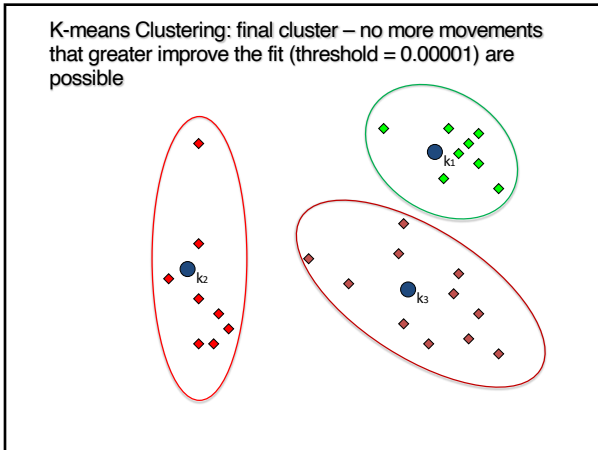 K-means Clustering: final cluster – no more movements
that greater improve the fit (threshold = 0.00001) are
possible
k1
k2
k3